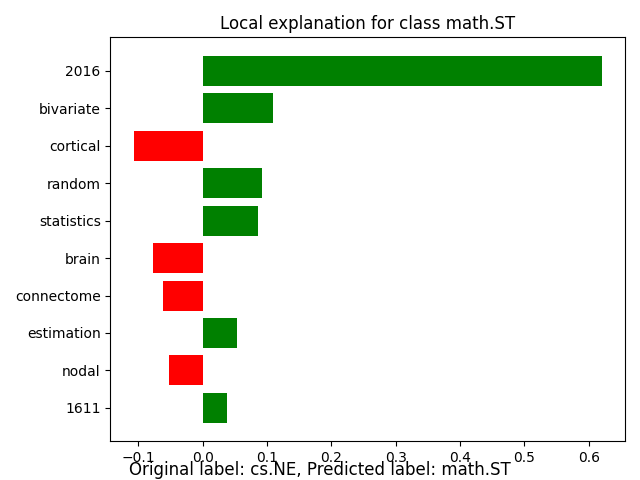 Local explanation for class math.ST
2016
bivariate
cortical
random
statistics
brain
connectome
estimation
nodal
1611
−0.1 0.0 0.1 0.2 0.3 0.4 0.5 0.6
Original label: cs.NE, Predicted label: math.ST